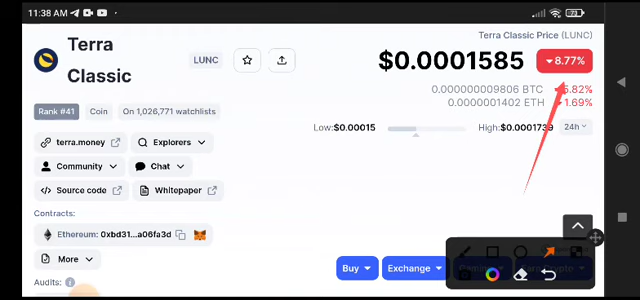 11:38 AM
73
Terra Classic Price (LUNC)
Terra
Classic
LUNC
$0.0001585
8.77%
0.000000009806 BTC
5.82%
0.0000001402 ETH
1.69%
Rank #41
Coin
On 1,026,771 watchlists
Low:$0.00015
High:$0.0001739
24h
terra.money
Explorers
Community
Chat
Source code
Whitepaper
Contracts:
Ethereum: 0xbd31...a06fa3d
More
Buy
Exchange
Audits: